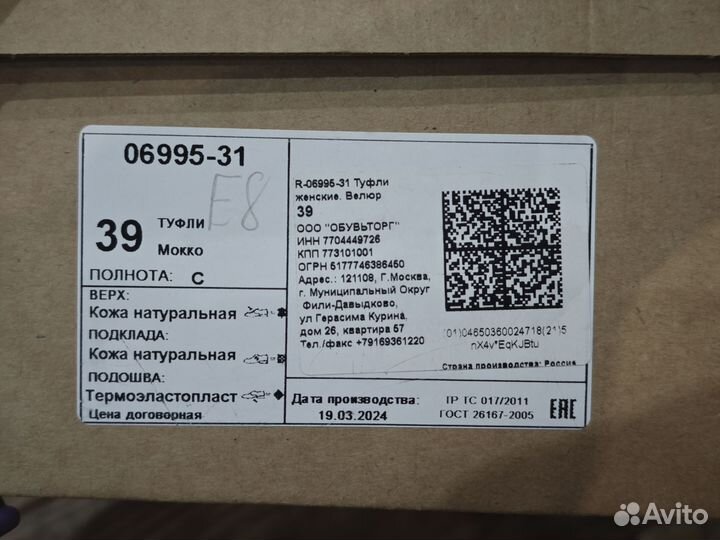 06995-31
E8
39
ТУФЛИ
Мокко
ПОЛНОТА: С
ВЕРХ:
Кожа натуральная
ПОДКЛАДА:
Кожа натуральная
ПОДОШВА:
Термоэластопласт
Цена договорная
R-06995-31 Туфли
женские. Велюр
39
ООО "ОБУВЬТОРГ"
ИНН 7704449726
КПП 773101001
ОГРН 5177746386450
Адрес.: 121108, Г.Москва,
г. Муниципальный Округ
Фили-Давыдково,
ул Герасима Курина,
дом 26, квартира 57
Тел./факс +79169361220
(01)04650360024718(21)5
nX4v"EqKJBtu
Страна производства: Россия
Дата производства:
19.03.2024
ТР ТС 017/2011
ГОСТ 26167-2005
EAC
Avito